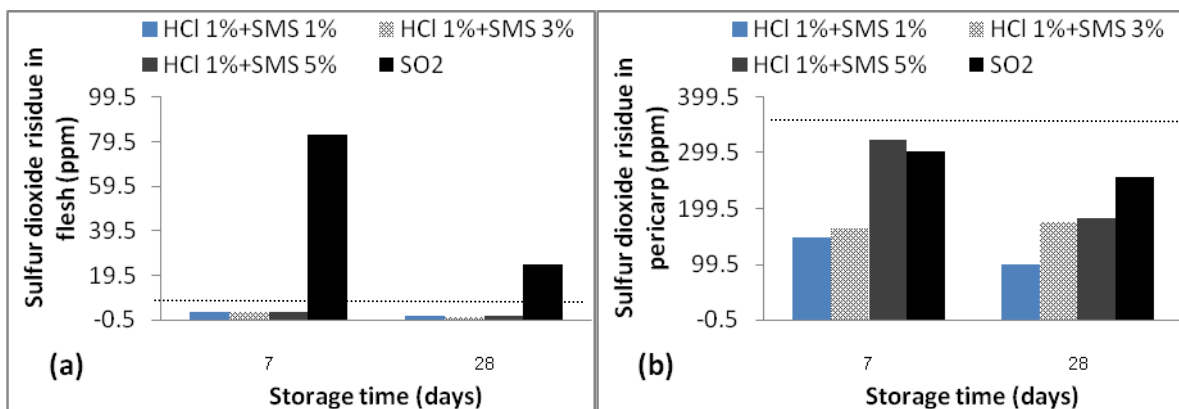 HCl 1%+SMS 1% HCl 1%+SMS 3%
HCl 1%+SMS 5% SO2
Sulfur dioxide risidue in
flesh (ppm)
99.5
79.5
59.5
39.5
19.5
-0.5
7 28
(a)
Storage time (days)
HCl 1%+SMS 1% HCl 1%+SMS 3%
HCl 1%+SMS 5% SO2
Sulfur dioxide risidue in
pericarp (ppm)
399.5
299.5
199.5
99.5
-0.5
7 28
(b)
Storage time (days)